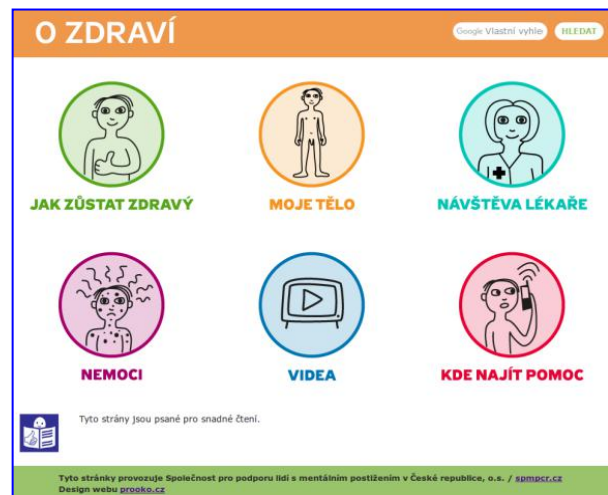 O ZDRAVÍ
Google Vlastní vyhle HLEDAT
JAK ZŮSTAT ZDRAVÝ MOJE TĚLO NÁVŠTĚVA LÉKAŘE
NEMOCI VIDEA KDE NAJÍT POMOC
Tyto strány jsou psané pro snadné čtení.
Tyto stránky provozuje Společnost pro podporu lidí s mentálním postižením v České republice, o.s. / spmpcr.cz
Design webu prooko.cz